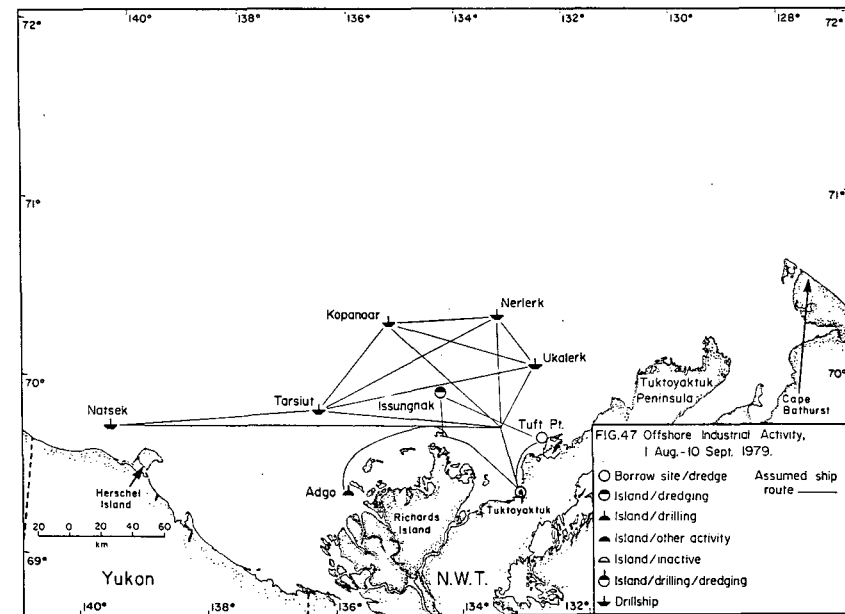 72°
140°
138°
136°
134°
132°
130°
128°
72°
71°
71°
Nerlerk
Kopanoar
Ukalerk
70°
70°
Tuktoyaktuk
Peninsula
Tarsiut
Issungnak
Natsek
Cape
Bathurst
Tuft Pt.
FIG.47 Offshore Industrial Activity,
1 Aug.-10 Sept. 1979.
Borrow site/dredge
Assumed ship
route
Island/dredging
Island/drilling
Island/other activity
Island/inactive
Island/drilling/dredging
Drillship
Herschel
Island
Adgo
Richards
Island
Tuktoyaktuk
20 0 20 40 60
km
69°
Yukon
N.W.T.
140°
138°
136°
134°
132°